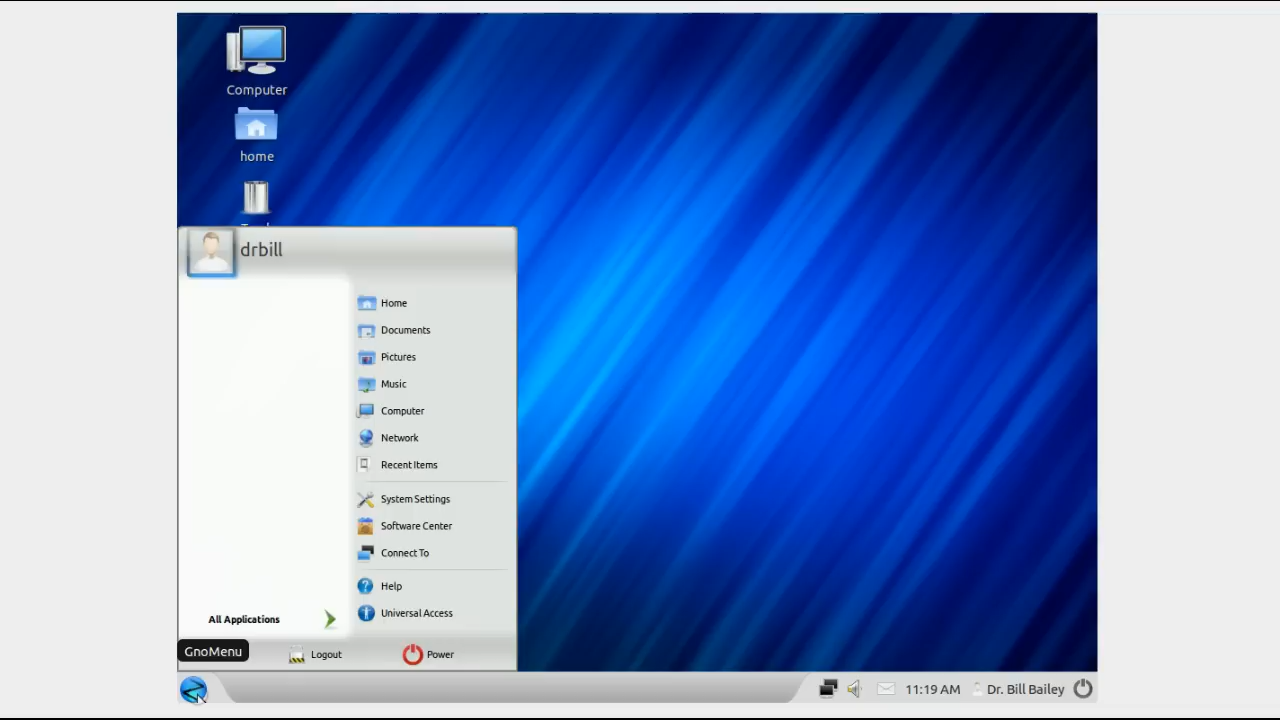 Computer
home
drbill
Home
Documents
Pictures
Music
Computer
Network
Recent Items
System Settings
Software Center
Connect To
Help
Universal Access
All Applications
GnoMenu
Logout
Power
11:19 AM
Dr. Bill Bailey